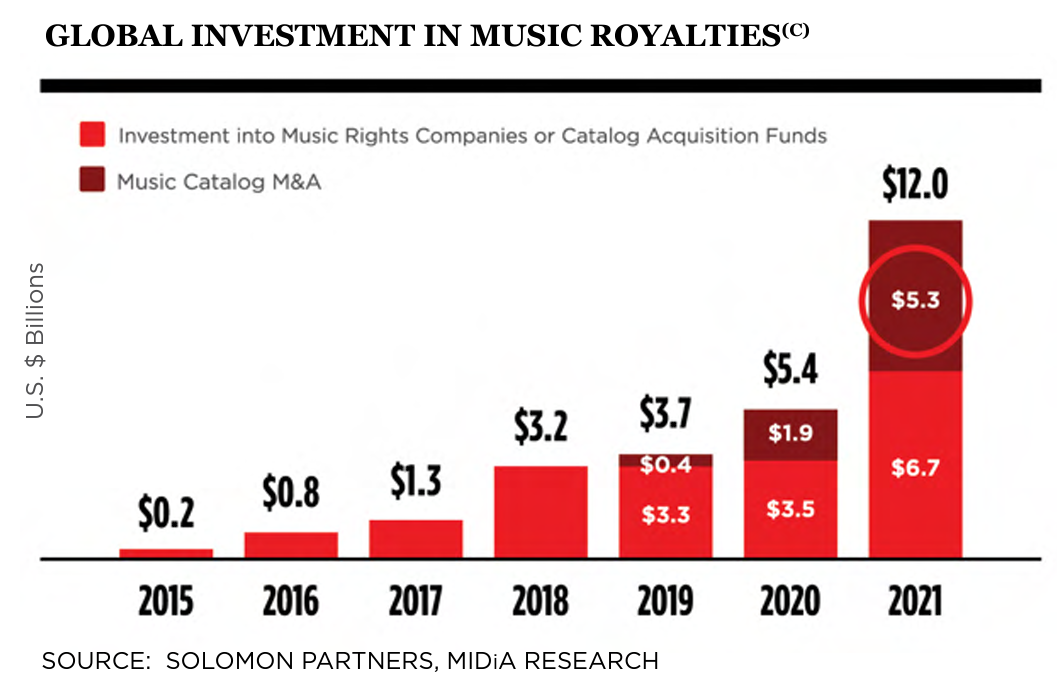 GLOBAL INVESTMENT IN MUSIC ROYALTIES(C)
Investment into Music Rights Companies or Catalog Acquisition Funds
Music Catalog M&A
U.S. $ Billions
$0.2
$0.8
$1.3
$3.2
$3.7
$0.4
$3.3
$5.4
$1.9
$3.5
$12.0
$5.3
$6.7
2015 2016 2017 2018 2019 2020 2021
SOURCE: SOLOMON PARTNERS, MIDiA RESEARCH